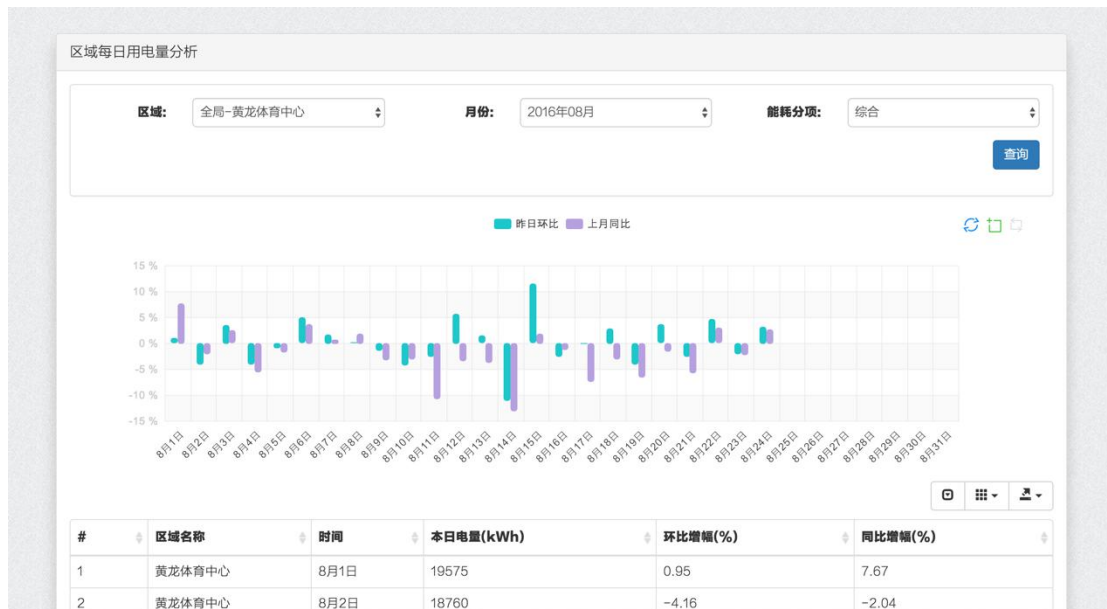 区域每日用电量分析
区域: 全局-黄龙体育中心 月份: 2016年08月 能耗分项: 综合
查询
昨日环比 上月同比
15 %
10 %
5 %
0 %
-5 %
-10 %
-15 %
8月1日 8月2日 8月3日 8月4日 8月5日 8月6日 8月7日 8月8日 8月9日 8月10日 8月11日 8月12日 8月13日 8月14日 8月15日 8月16日 8月17日 8月18日 8月19日 8月20日 8月21日 8月22日 8月23日 8月24日 8月25日 8月26日 8月27日 8月28日 8月29日 8月30日 8月31日
# 区域名称 时间 本日电量(kWh) 环比增幅(%) 同比增幅(%)
1 黄龙体育中心 8月1日 19575 0.95 7.67
2 黄龙体育中心 8月2日 18760 -4.16 -2.04